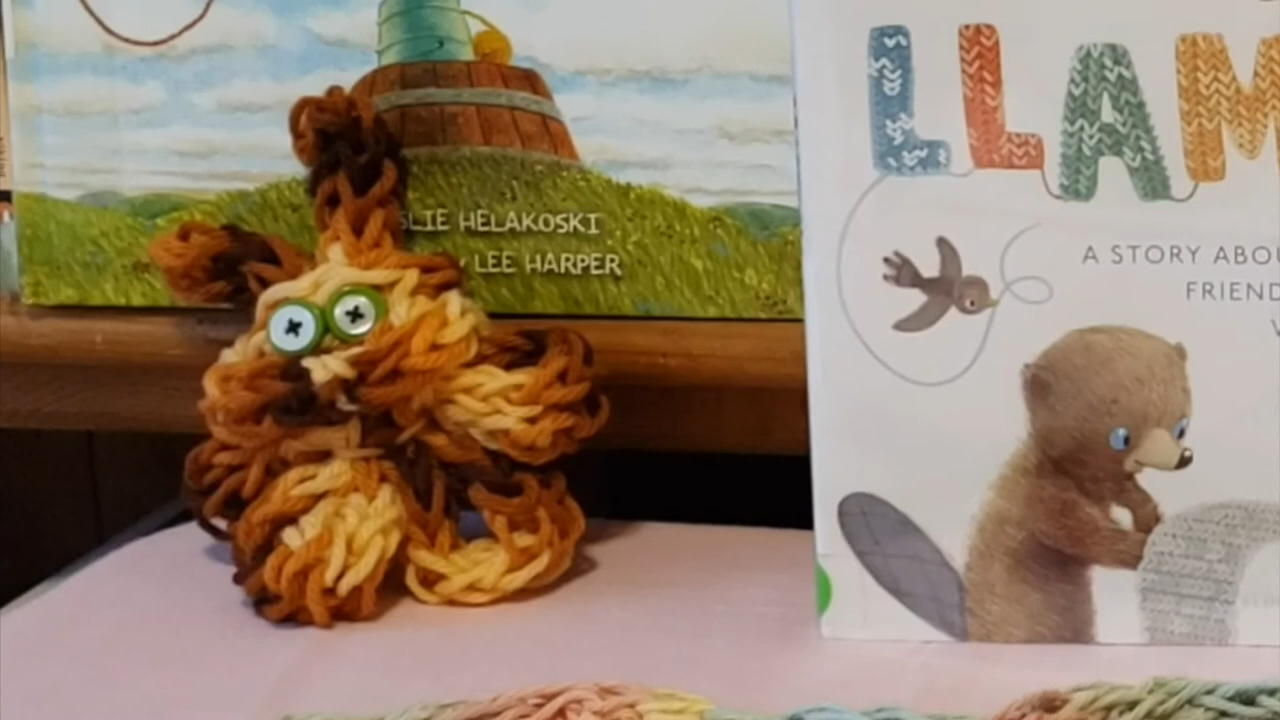 SLIE HELAKOSKI
LEE HARPER
LLAM
A STORY ABOU
FRIEND